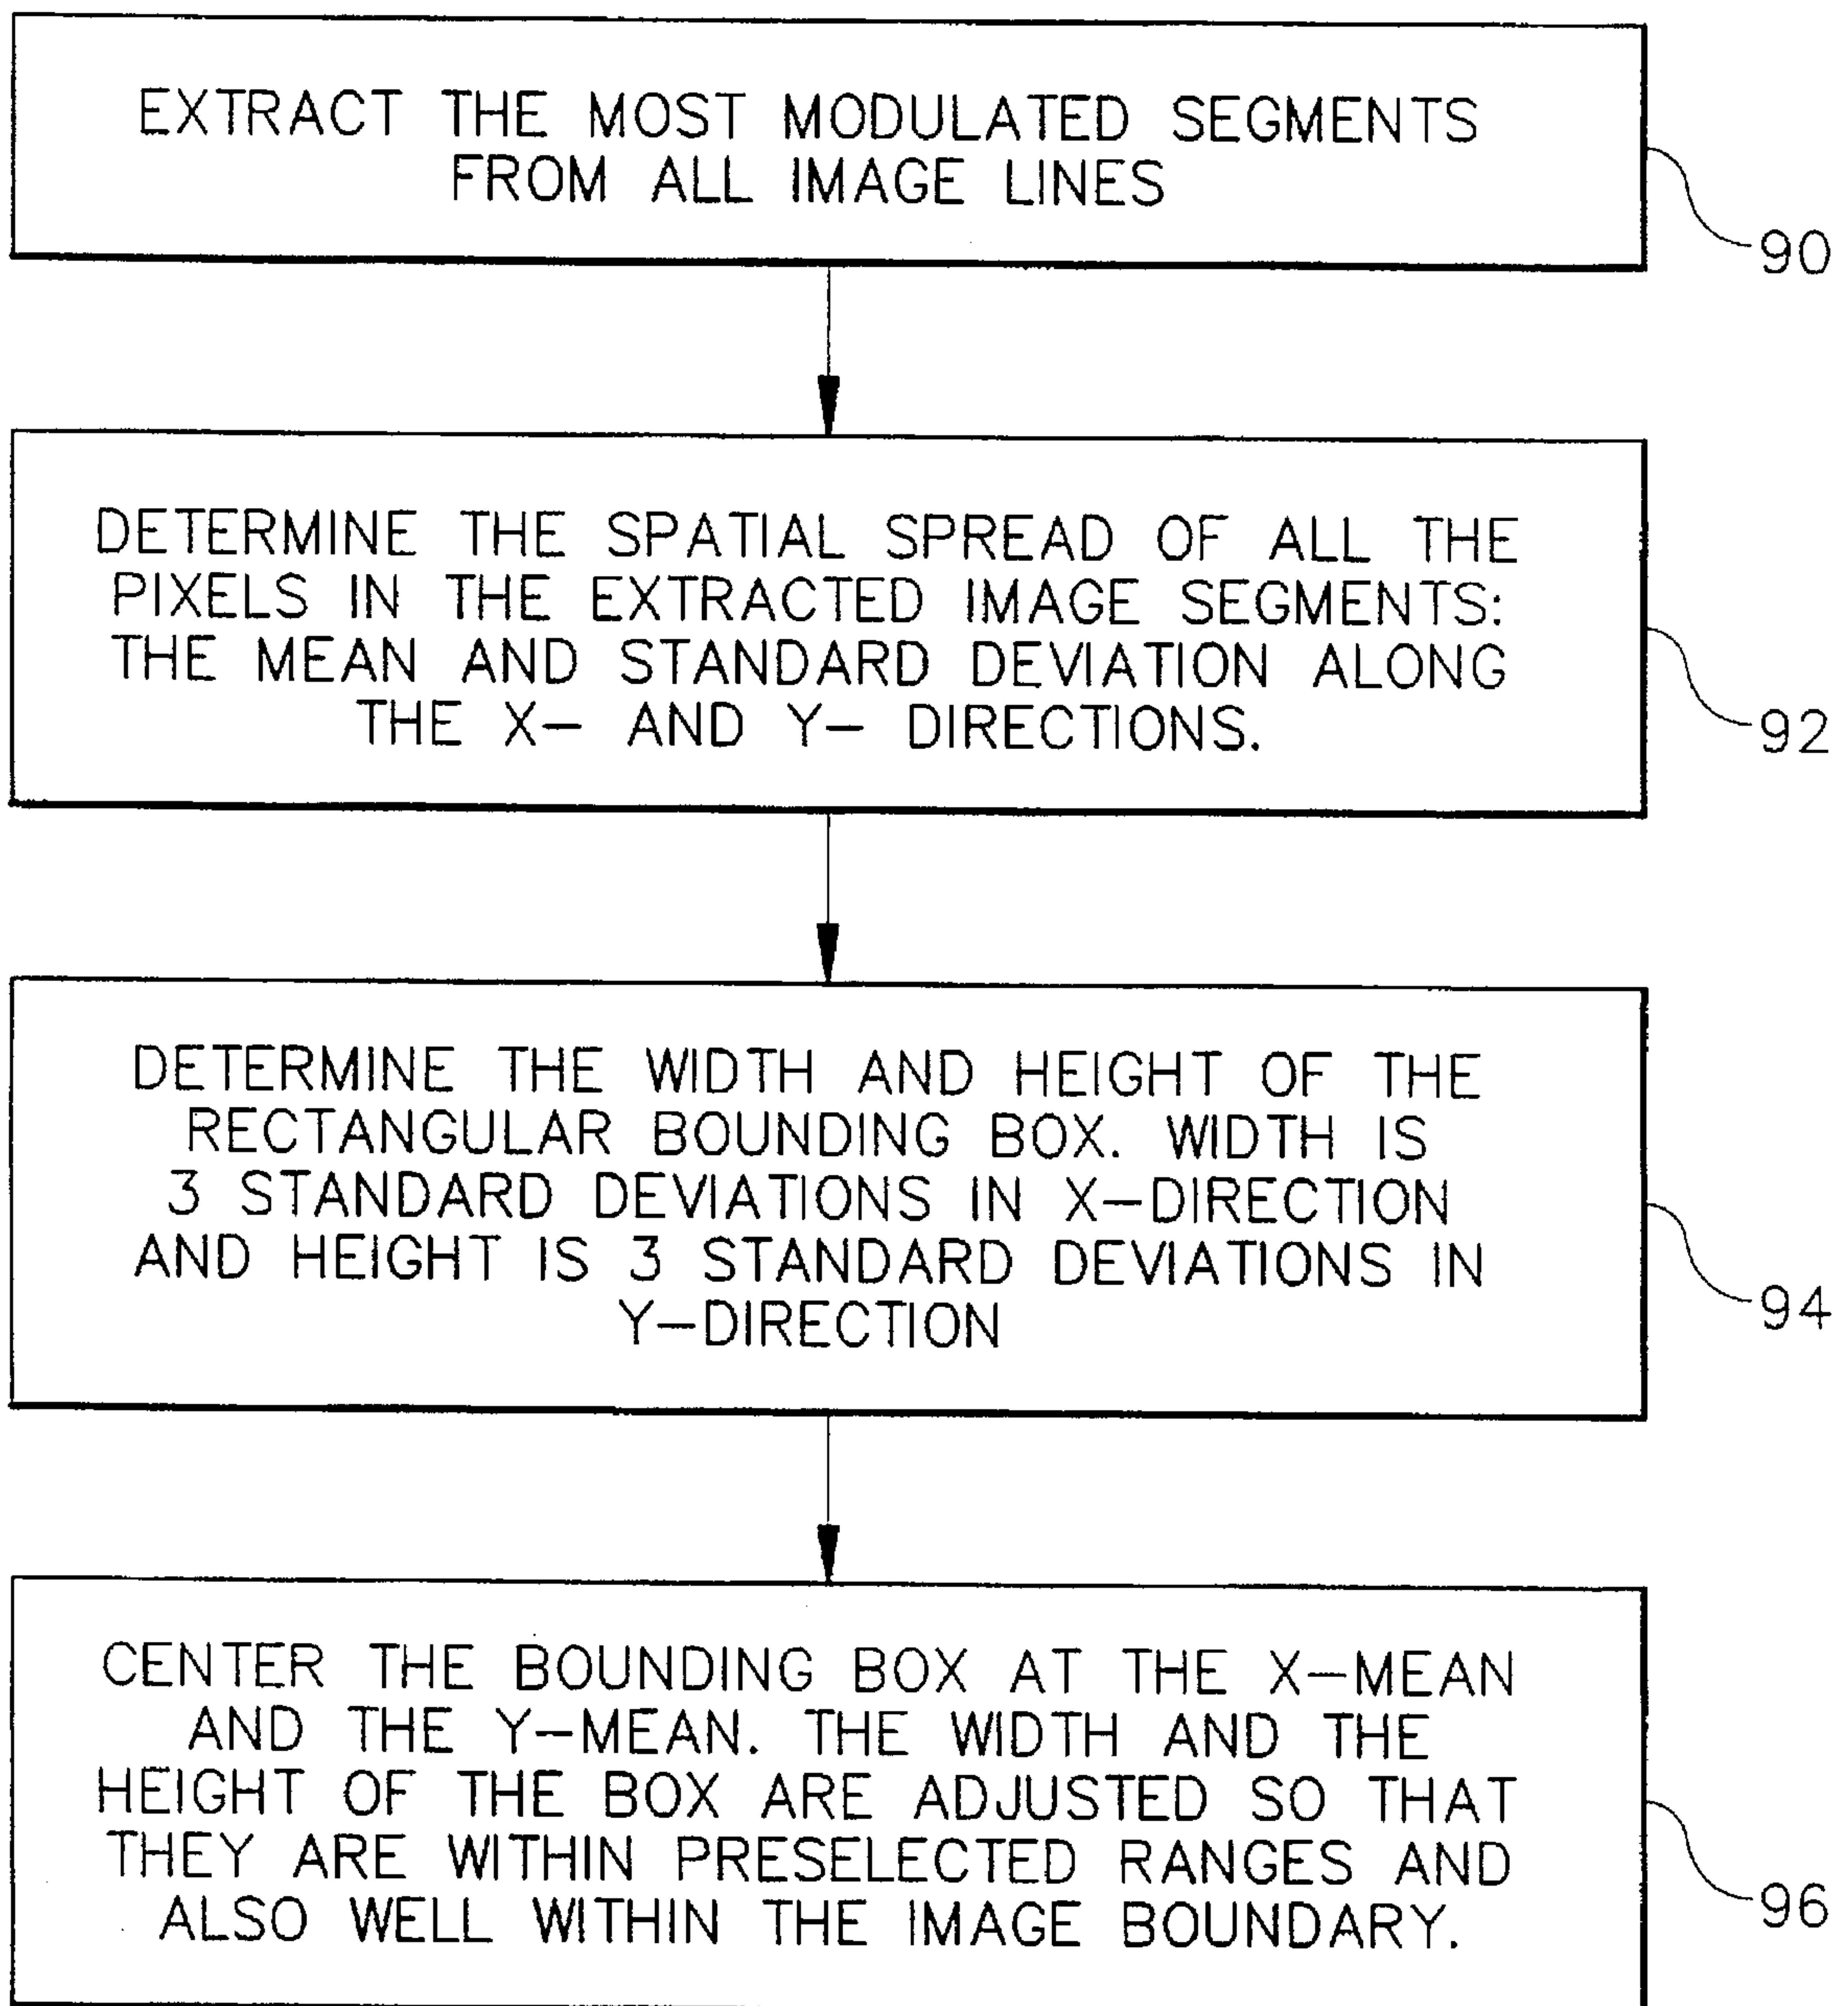 EXTRACT THE MOST MODULATED SEGMENTS
FROM ALL IMAGE LINES
90
DETERMINE THE SPATIAL SPREAD OF ALL THE
PIXELS IN THE EXTRACTED IMAGE SEGMENTS:
THE MEAN AND STANDARD DEVIATION ALONG
THE X– AND Y– DIRECTIONS.
92
DETERMINE THE WIDTH AND HEIGHT OF THE
RECTANGULAR BOUNDING BOX. WIDTH IS
3 STANDARD DEVIATIONS IN X–DIRECTION
AND HEIGHT IS 3 STANDARD DEVIATIONS IN
Y–DIRECTION
94
CENTER THE BOUNDING BOX AT THE X–MEAN
AND THE Y–MEAN. THE WIDTH AND THE
HEIGHT OF THE BOX ARE ADJUSTED SO THAT
THEY ARE WITHIN PRESELECTED RANGES AND
ALSO WELL WITHIN THE IMAGE BOUNDARY.
96